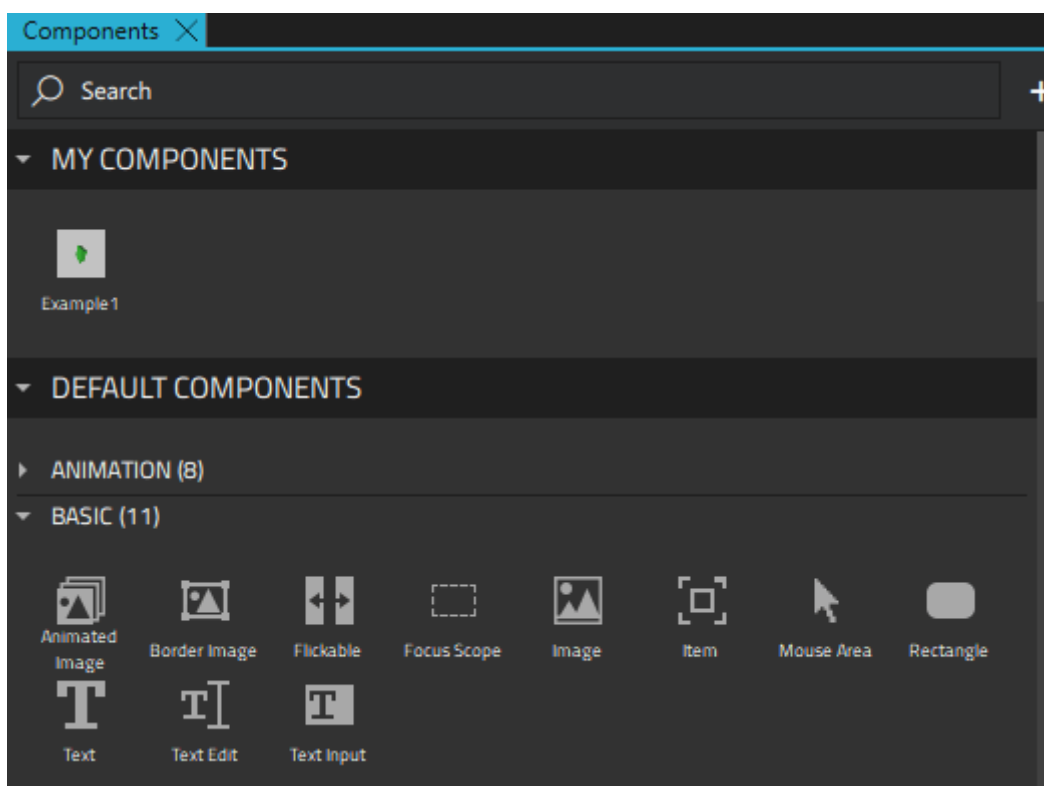 Components
Search
MY COMPONENTS
Example1
DEFAULT COMPONENTS
ANIMATION (8)
BASIC (11)
Animated Image
Border Image
Flickable
Focus Scope
Image
Item
Mouse Area
Rectangle
Text
Text Edit
Text Input